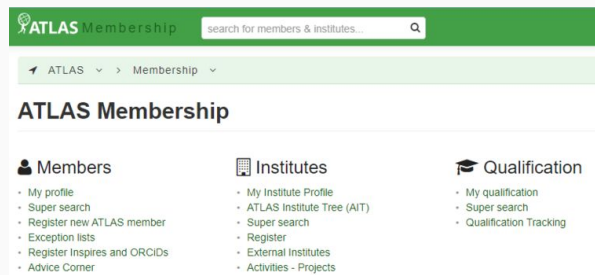 ATLAS Membership search for members & institutes...
ATLAS > Membership
ATLAS Membership
Members
My profile
Super search
Register new ATLAS member
Exception lists
Register Inspires and ORCIDs
Advice Corner
Institutes
My Institute Profile
ATLAS Institute Tree (AIT)
Super search
Register
External Institutes
Activities - Projects
Qualification
My qualification
Super search
Qualification Tracking